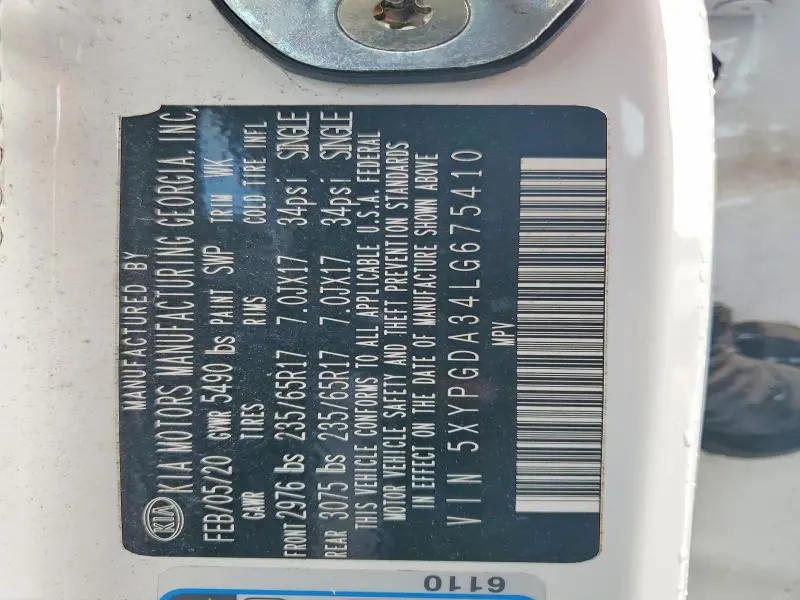 MANUFACTURED BY
KIA KIA MOTORS MANUFACTURING GEORGIA, INC.
FEB/05/20 GWWR 5490 lbs PAINT SWP TRIM WK
GAWR TIRES RIMS COLD TIRE INFL
FRONT 2976 lbs 235/65R17 7.0JX17 34psi SINGLE
REAR 3075 lbs 235/65R17 7.0JX17 34psi SINGLE
THIS VEHICLE CONFORMS TO ALL APPLICABLE U.S.A. FEDERAL
MOTOR VEHICLE SAFETY AND THEFT PREVENTION STANDARDS
IN EFFECT ON THE DATE OF MANUFACTURE SHOWN ABOVE
VIN 5XYPGDA34LG675410
MPV
6110